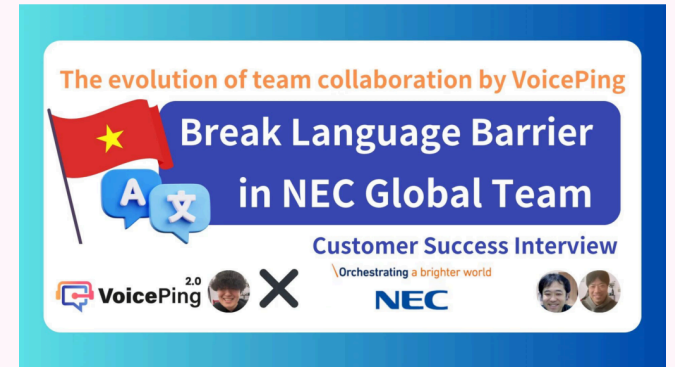 The evolution of team collaboration by VoicePing
Break Language Barrier
in NEC Global Team
A 文
Customer Success Interview
VoicePing 2.0
\Orchestrating a brighter world
NEC